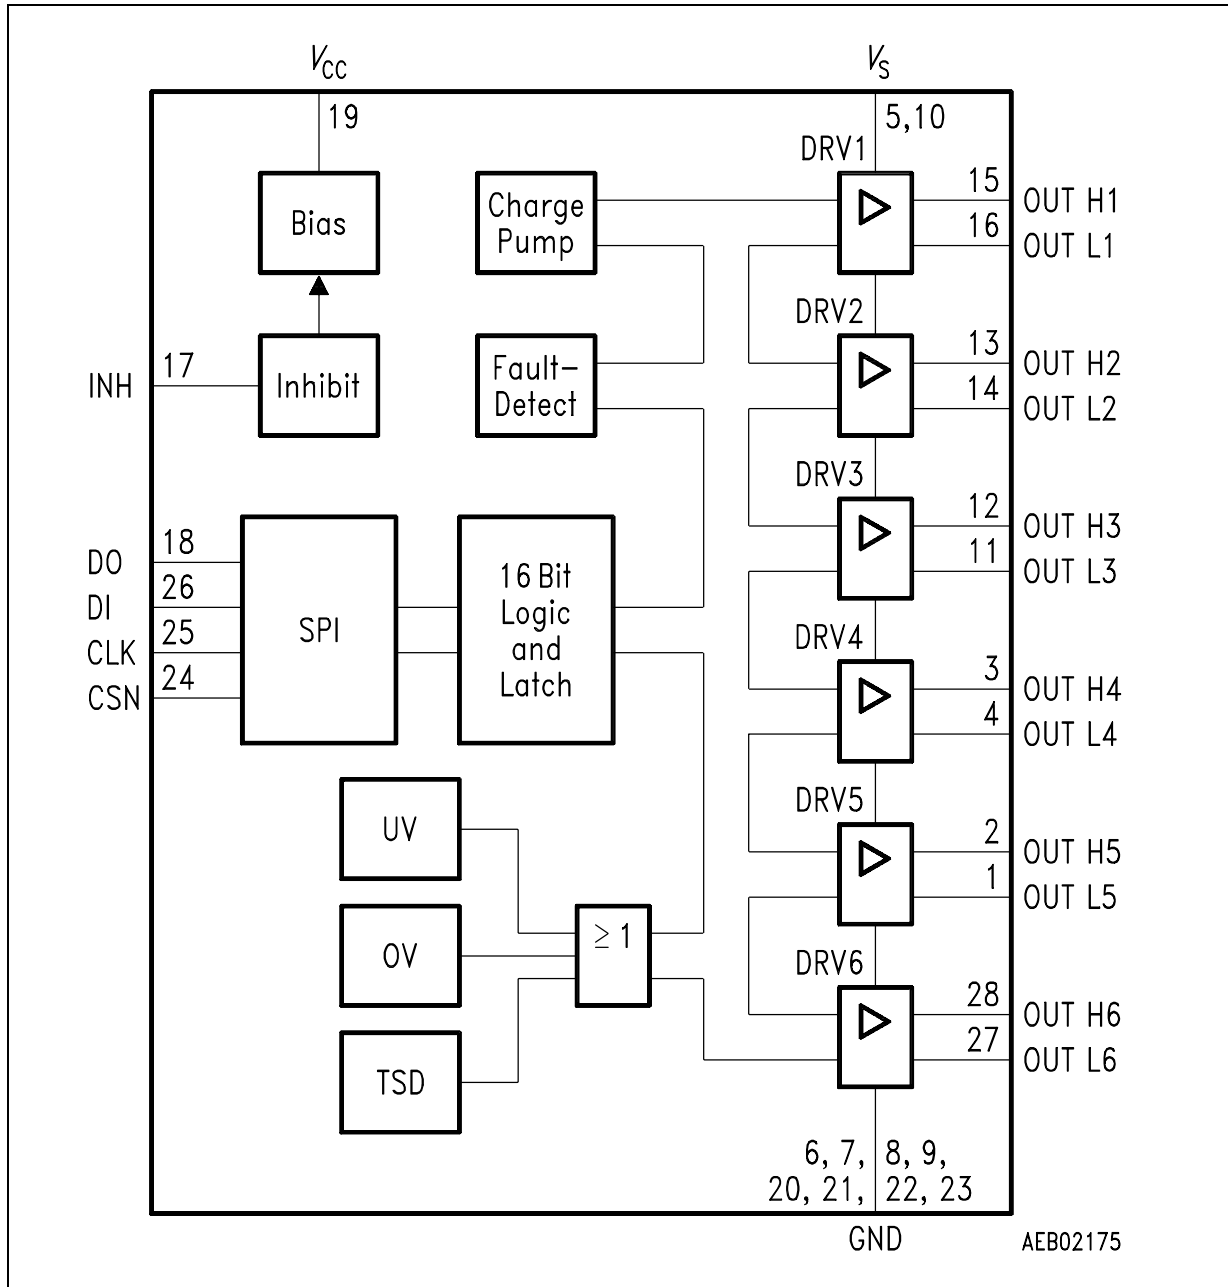 VCC
VS
19
5,10
DRV1
Bias
Charge
Pump
15
OUT H1
16
OUT L1
DRV2
INH
17
Inhibit
Fault-
Detect
13
OUT H2
14
OUT L2
DRV3
12
OUT H3
11
OUT L3
DO
18
DI
26
CLK
25
CSN
24
SPI
16 Bit
Logic
and
Latch
DRV4
3
OUT H4
4
OUT L4
UV
DRV5
2
OUT H5
1
OUT L5
OV
≥ 1
DRV6
28
OUT H6
27
OUT L6
TSD
6, 7, 8, 9,
20, 21, 22, 23
GND
AEB02175